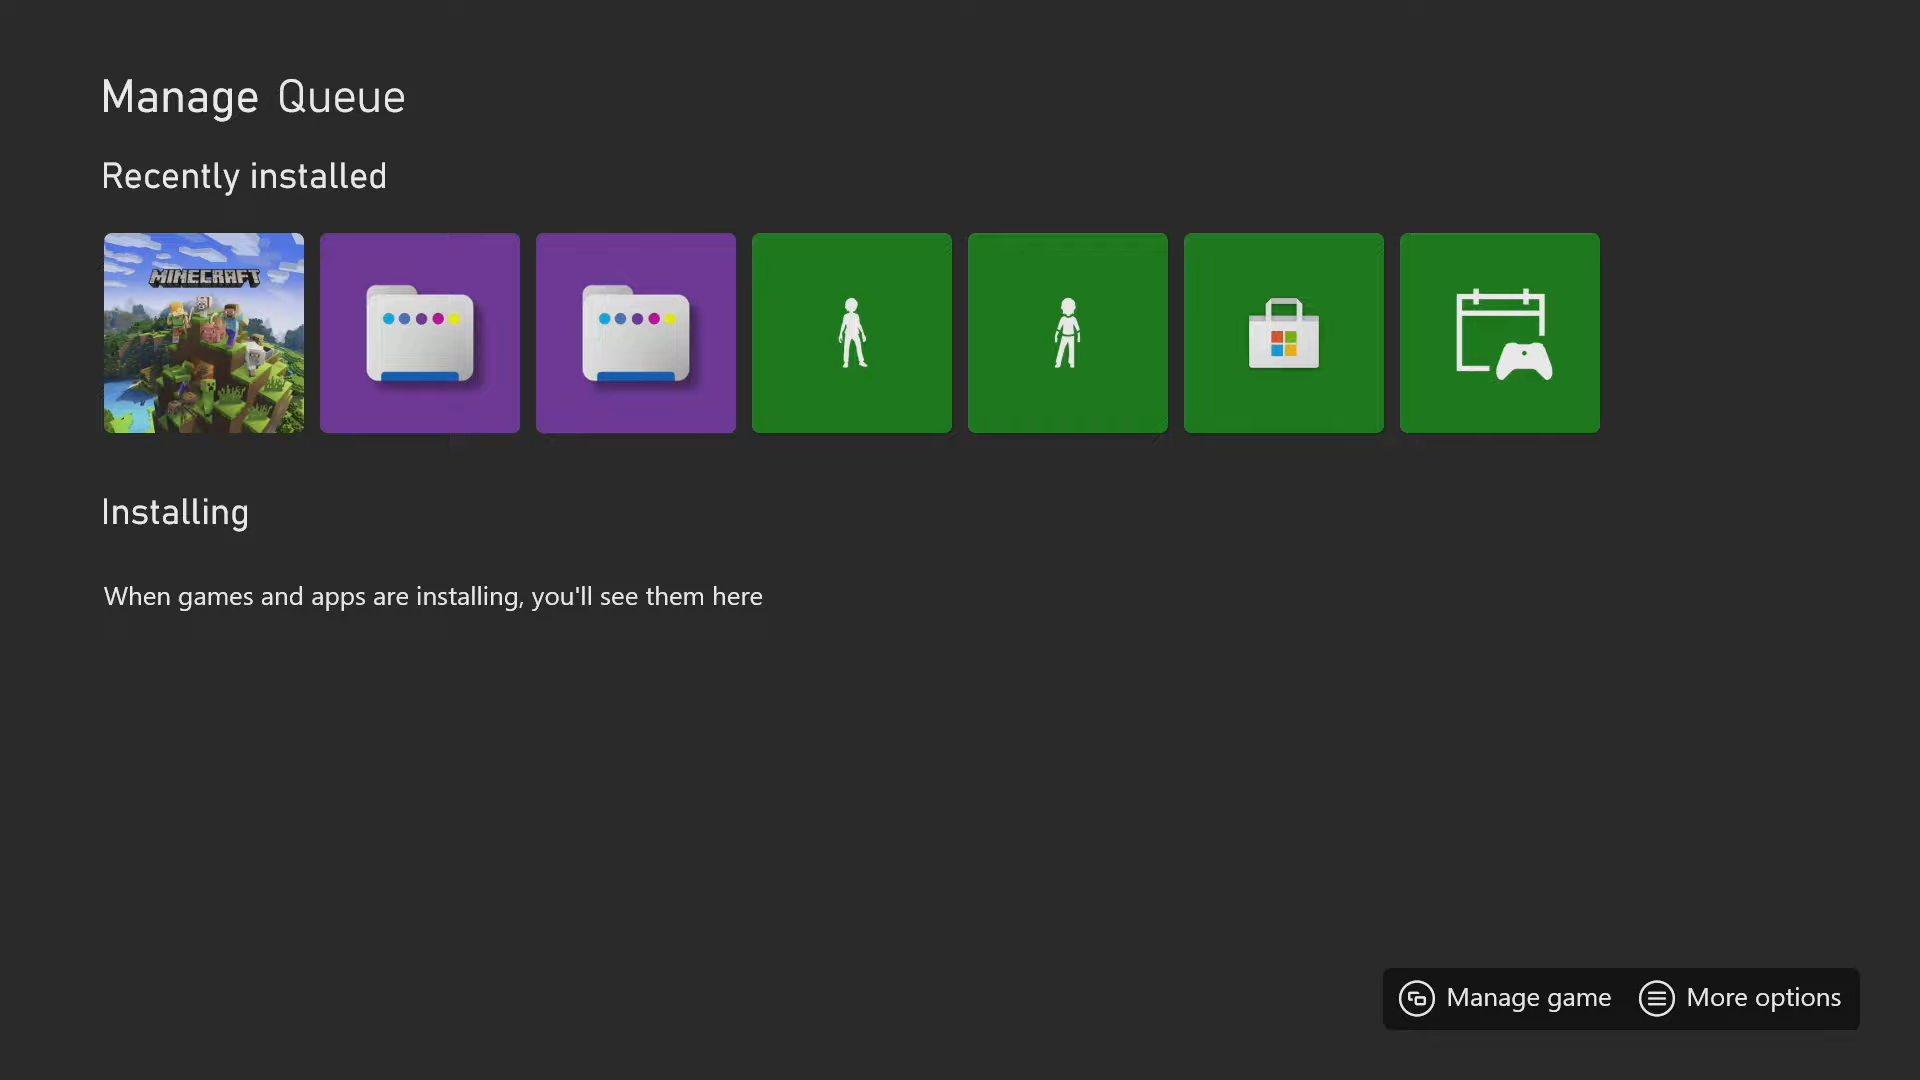 Manage Queue
Recently installed
MINECRAFT
Installing
When games and apps are installing, you'll see them here
Manage game
More options